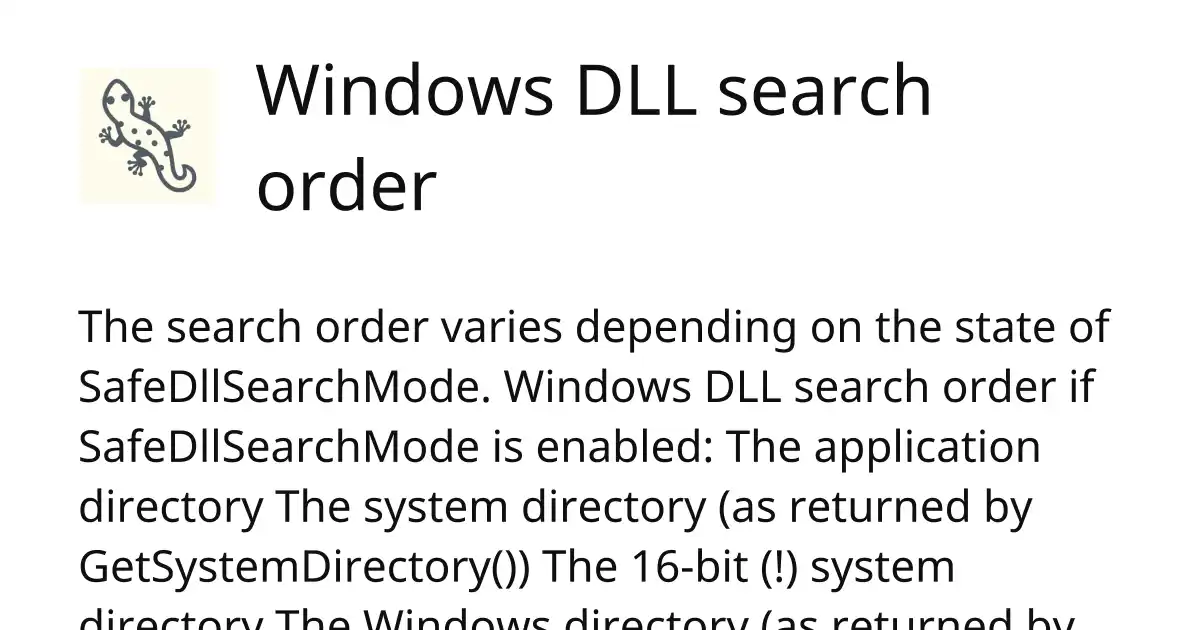 Windows DLL search
order
The search order varies depending on the state of
SafeDllSearchMode. Windows DLL search order if
SafeDllSearchMode is enabled: The application
directory The system directory (as returned by
GetSystemDirectory()) The 16-bit (!) system
directory The Windows directory (as returned by